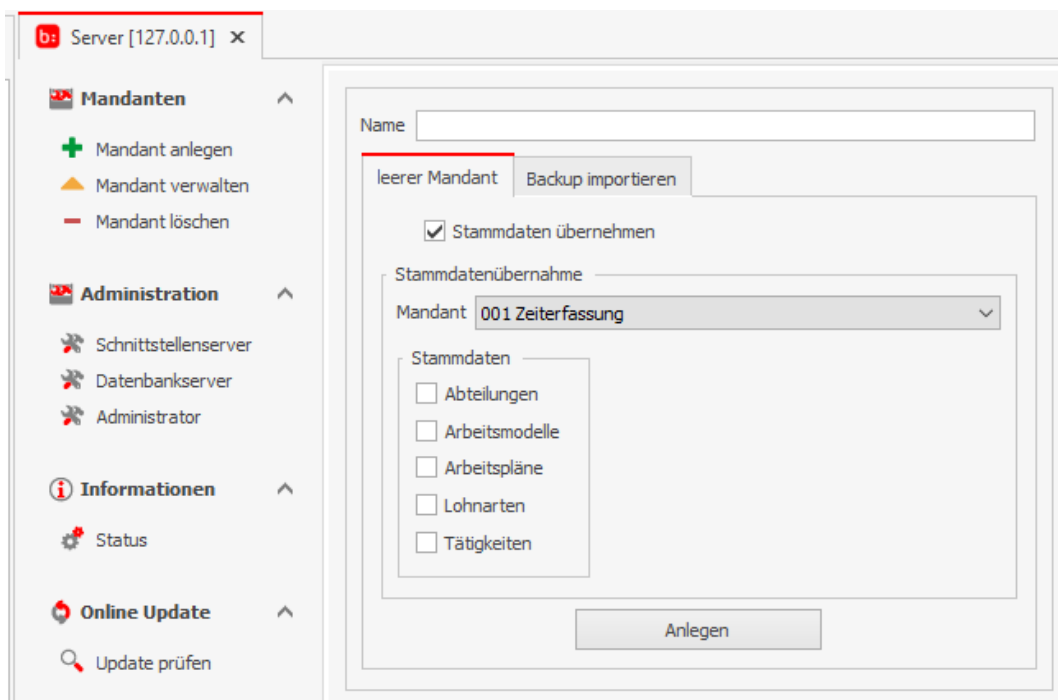 b:
Server [127.0.0.1]
Mandanten
Mandant anlegen
Mandant verwalten
Mandant löschen
Administration
Schnittstellenserver
Datenbankserver
Administrator
Informationen
Status
Online Update
Update prüfen
Name
leerer Mandant
Backup importieren
Stammdaten übernehmen
Stammdatenübernahme
Mandant 001 Zeiterfassung
Stammdaten
Abteilungen
Arbeitsmodelle
Arbeitspläne
Lohnarten
Tätigkeiten
Anlegen